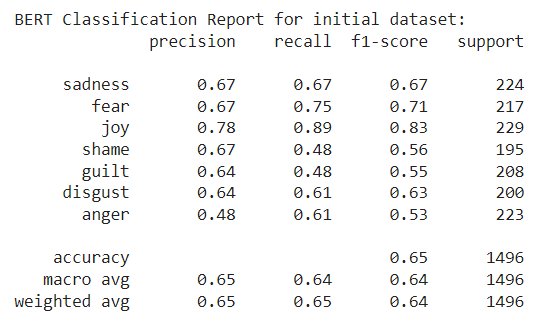 BERT Classification Report for initial dataset:
precision recall f1-score support
sadness 0.67 0.67 0.67 224
fear 0.67 0.75 0.71 217
joy 0.78 0.89 0.83 229
shame 0.67 0.48 0.56 195
guilt 0.64 0.48 0.55 208
disgust 0.64 0.61 0.63 200
anger 0.48 0.61 0.53 223
accuracy 0.65 1496
macro avg 0.65 0.64 0.64 1496
weighted avg 0.65 0.65 0.64 1496